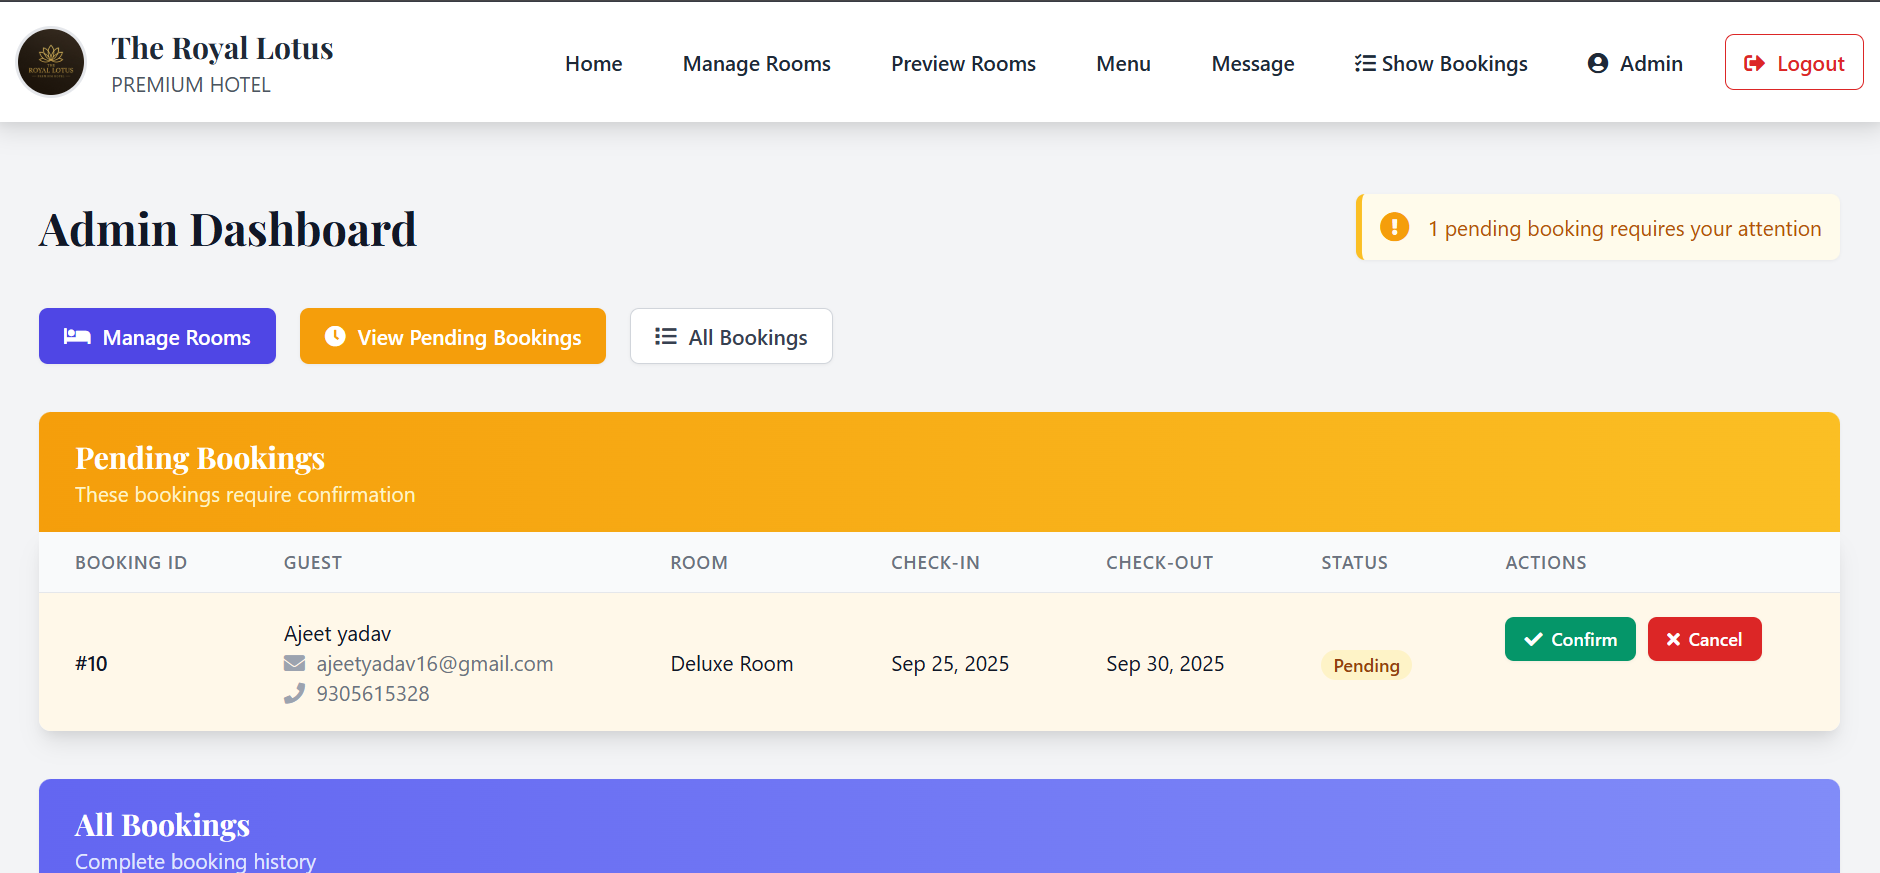 THE
ROYAL LOTUS
The Royal Lotus
PREMIUM HOTEL
Home
Manage Rooms
Preview Rooms
Menu
Message
Show Bookings
Admin
Logout
Admin Dashboard
1 pending booking requires your attention
Manage Rooms
View Pending Bookings
All Bookings
Pending Bookings
These bookings require confirmation
BOOKING ID GUEST ROOM CHECK-IN CHECK-OUT STATUS ACTIONS
Ajeet yadav
#10 ajeetyadav16@gmail.com Deluxe Room Sep 25, 2025 Sep 30, 2025 Pending Confirm Cancel
9305615328
All Bookings
Complete booking history